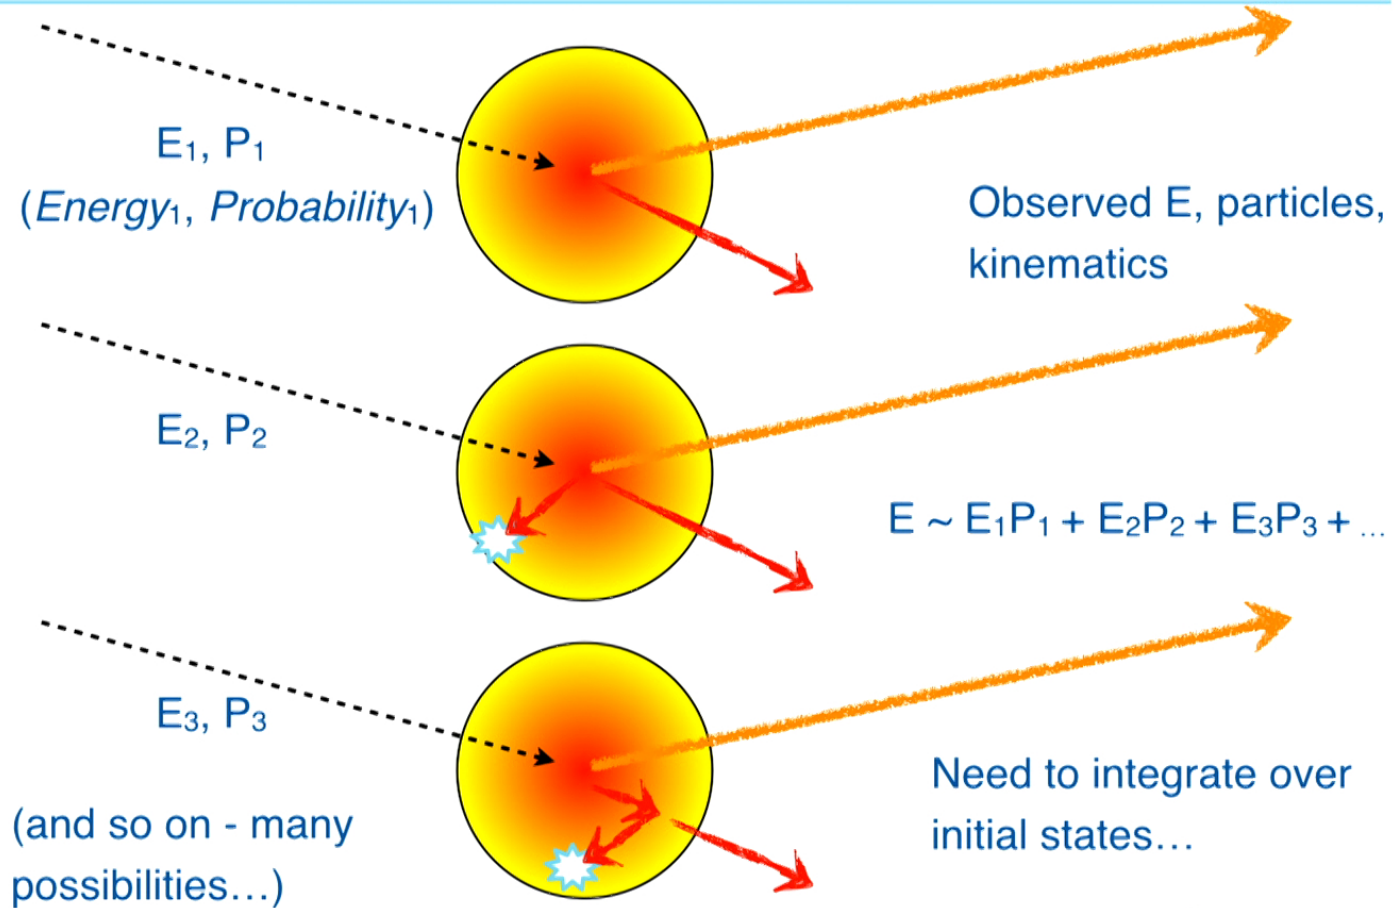 E₁, P₁
(Energy₁, Probability₁)
Observed E, particles,
kinematics
E₂, P₂
E ~ E₁P₁ + E₂P₂ + E₃P₃ + ...
E₃, P₃
(and so on - many
possibilities...)
Need to integrate over
initial states...